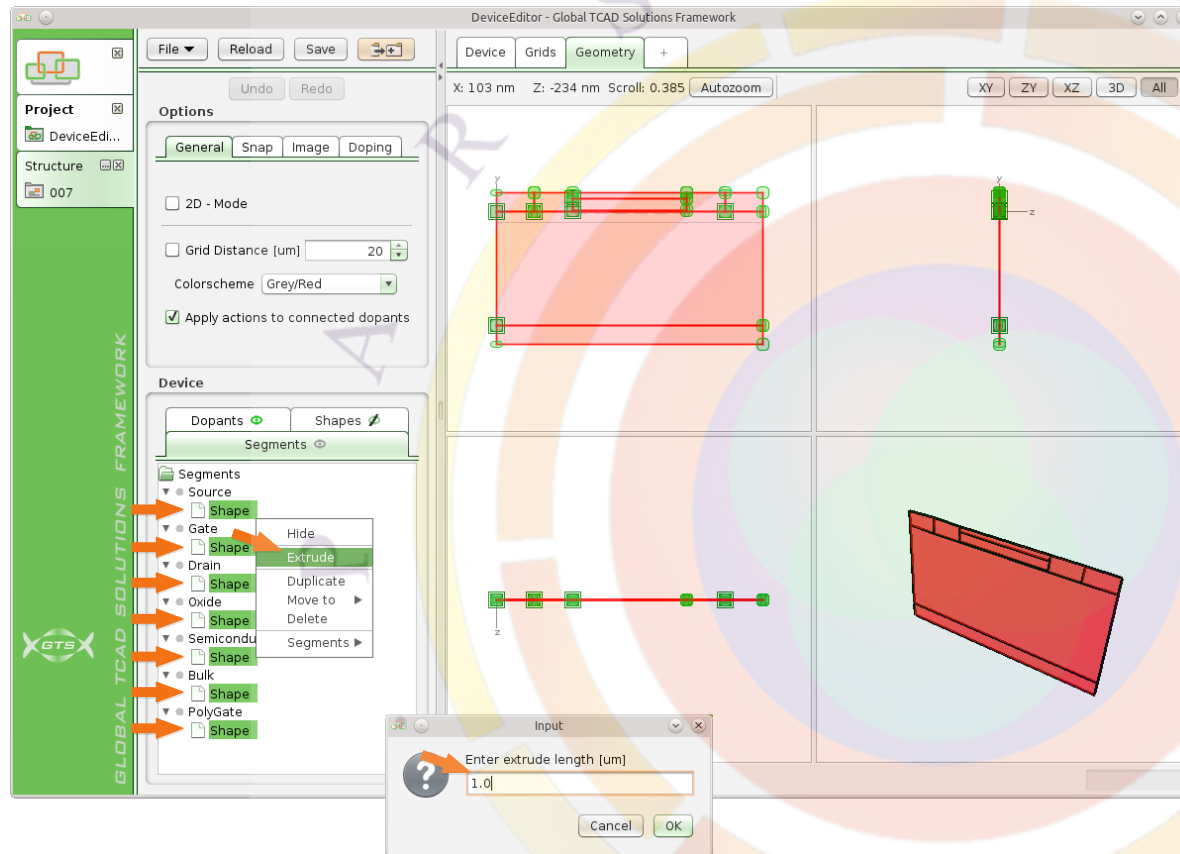 DeviceEditor - Global TCAD Solutions Framework
File Reload Save
Device Grids Geometry +
X: 103 nm Z: -234 nm Scroll: 0.385 Autozoom XY ZY XZ 3D All
Undo Redo
Project
DeviceEdi...
Structure
007
Options
General Snap Image Doping
2D - Mode
Grid Distance [um] 20
Colorscheme Grey/Red
Apply actions to connected dopants
Device
Dopants Shapes
Segments
Segments
Source
Shape
Gate
Shape
Drain
Shape
Oxide
Shape
Semicondu
Shape
Bulk
Shape
PolyGate
Shape
Hide
Extrude
Duplicate
Move to
Delete
Segments
y
z
y
z
z
Input
Enter extrude length [um]
1.0
Cancel OK
GLOBAL TCAD SOLUTIONS FRAMEWORK
GTS
P A R S
?